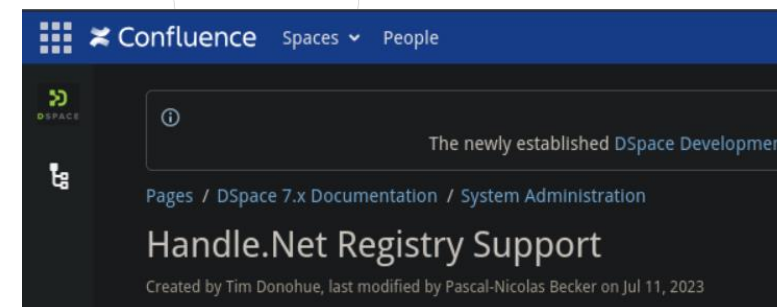 Confluence Spaces People
DSPACE
The newly established DSpace
Pages / DSpace 7.x Documentation / System Administration
Handle.Net Registry Support
Created by Tim Donohue, last modified by Pascal-Nicolas Becker on Jul 11, 2023